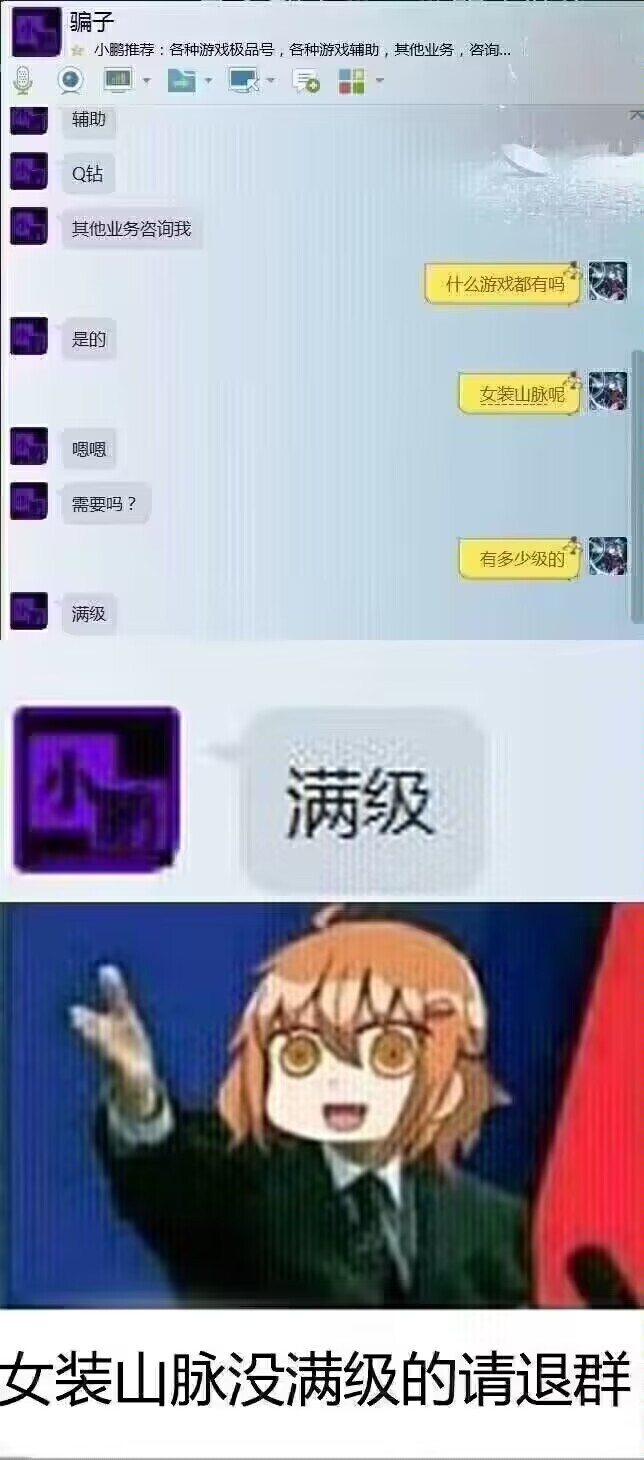 骗子
小鹏推荐：各种游戏极品号，各种游戏辅助，其他业务，咨询...
辅助
Q钻
其他业务咨询我
什么游戏都有吗
是的
女装山脉呢
嗯嗯
需要吗？
有多少级的
满级
小鹏
满级
女装山脉没满级的请退群